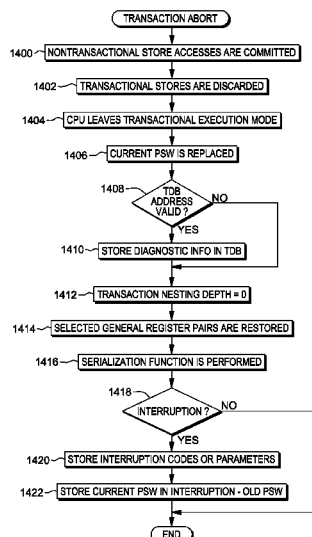 TRANSACTION ABORT
1400
NONTRANSACTIONAL STORE ACCESSES ARE COMMITTED
1402
TRANSACTIONAL STORES ARE DISCARDED
1404
CPU LEAVES TRANSACTIONAL EXECUTION MODE
1406
CURRENT PSW IS REPLACED
1408
TDB
ADDRESS
VALID ?
NO
YES
1410
STORE DIAGNOSTIC INFO IN TDB
1412
TRANSACTION NESTING DEPTH = 0
1414
SELECTED GENERAL REGISTER PAIRS ARE RESTORED
1416
SERIALIZATION FUNCTION IS PERFORMED
1418
INTERRUPTION ?
NO
YES
1420
STORE INTERRUPTION CODES OR PARAMETERS
1422
STORE CURRENT PSW IN INTERRUPTION - OLD PSW
END